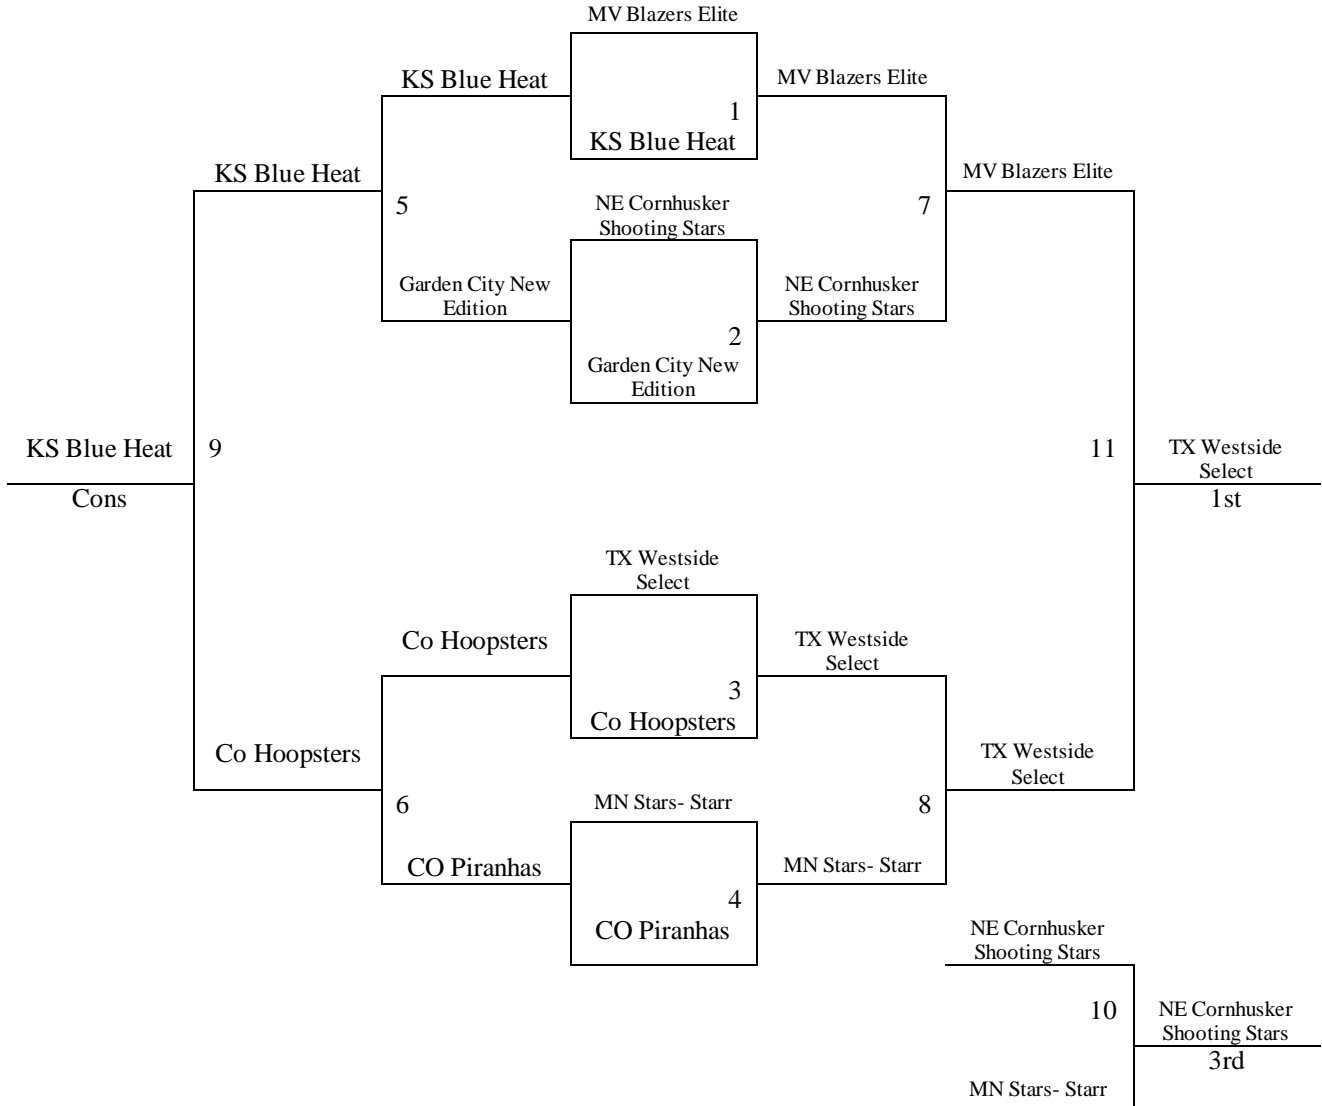 MV Blazers Elite
KS Blue Heat
MV Blazers Elite
1
KS Blue Heat
KS Blue Heat
MV Blazers Elite
5
NE Cornhusker
Shooting Stars
7
Garden City New
Edition
NE Cornhusker
Shooting Stars
2
Garden City New
Edition
KS Blue Heat
9
11
TX Westside
Select
Cons
1st
TX Westside
Select
Co Hoopsters
TX Westside
Select
3
Co Hoopsters
Co Hoopsters
TX Westside
Select
6
MN Stars- Starr
8
CO Piranhas
MN Stars- Starr
4
CO Piranhas
NE Cornhusker
Shooting Stars
10
NE Cornhusker
Shooting Stars
3rd
MN Stars- Starr